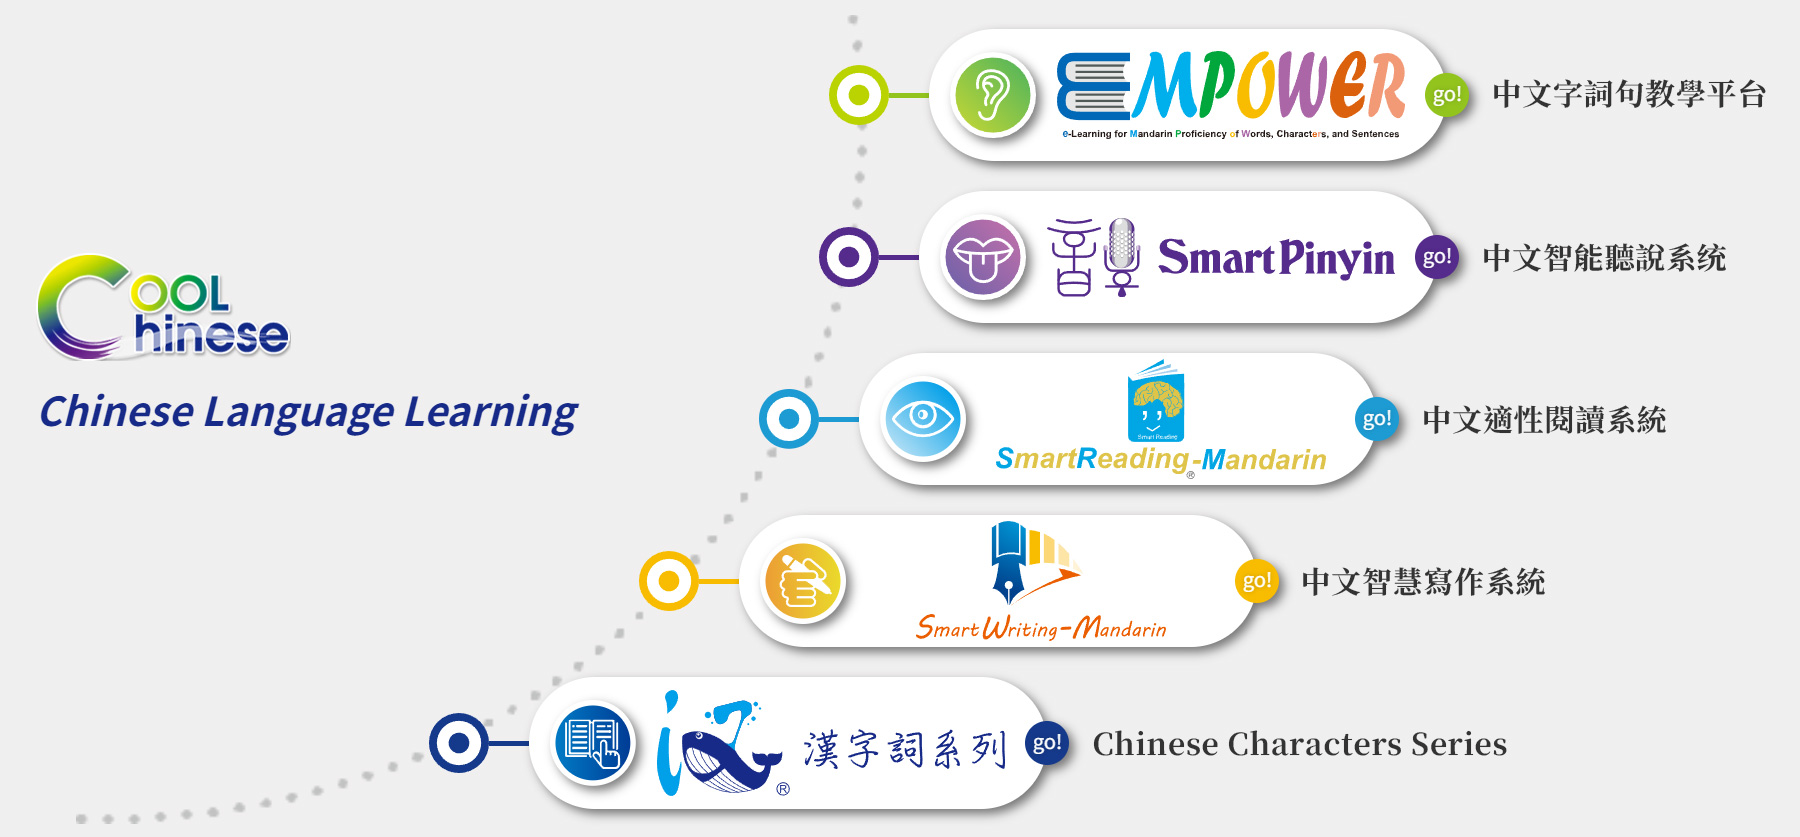 COOL
Chinese
Chinese Language Learning
EMPOWER
e-Learning for Mandarin Proficiency of Words, Characters, and Sentences
go!
中文字詞句教學平台
SmartPinyin
go!
中文智能聽說系统
Smart Reading
SmartReading®-Mandarin
go!
中文適性閱讀系統
SmartWriting-Mandarin
go!
中文智慧寫作系統
iz®
漢字詞系列
go!
Chinese Characters Series